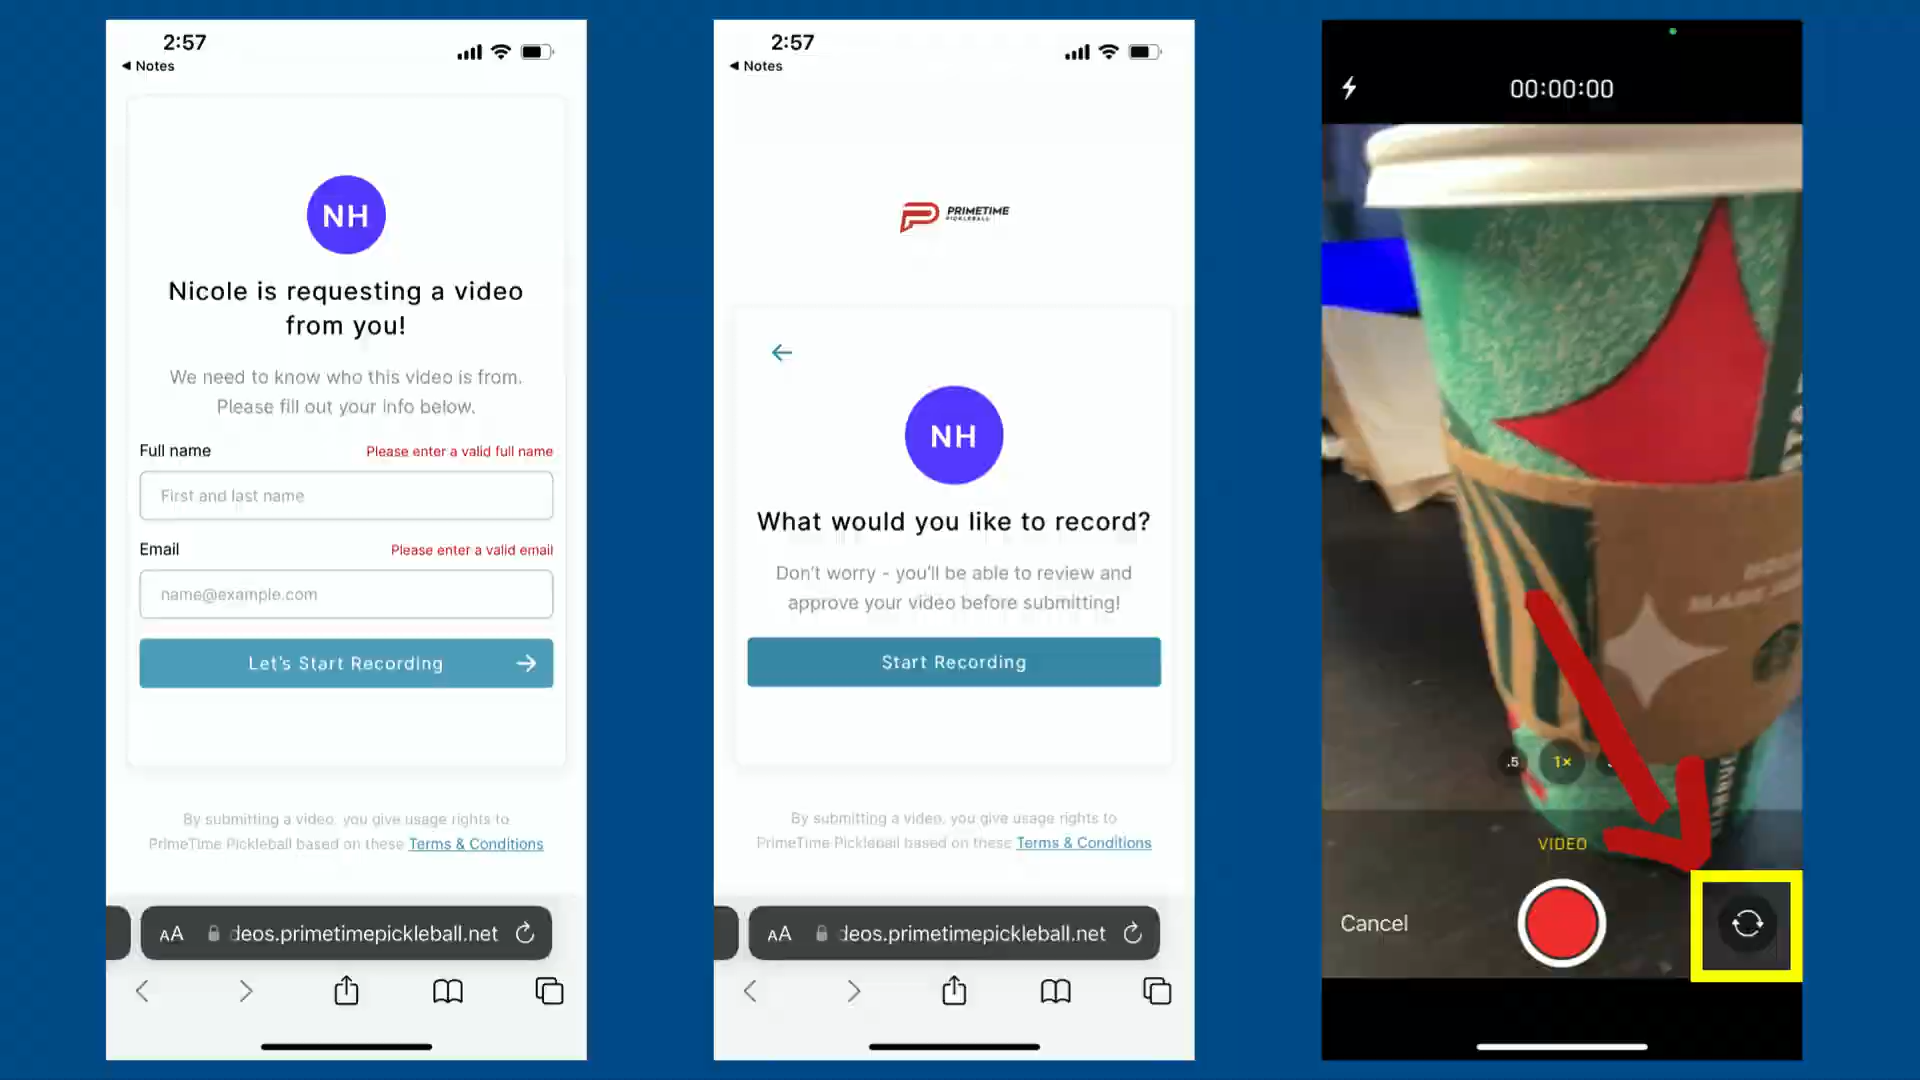 2:57
Notes
NH
Nicole is requesting a video
from you!
We need to know who this video is from.
Please fill out your info below.
Full name
Please enter a valid full name
First and last name
Email
Please enter a valid email
name@example.com
Let's Start Recording
By submitting a video, you give usage rights to
PrimeTime Pickleball based on these Terms & Conditions
AA deos.primetimepickleball.net
2:57
Notes
PRIMETIME
PICKLEBALL
NH
What would you like to record?
Don't worry - you'll be able to review and
approve your video before submitting!
Start Recording
By submitting a video, you give usage rights to
PrimeTime Pickleball based on these Terms & Conditions
AA deos.primetimepickleball.net
00:00:00
.5 1×
VIDEO
Cancel